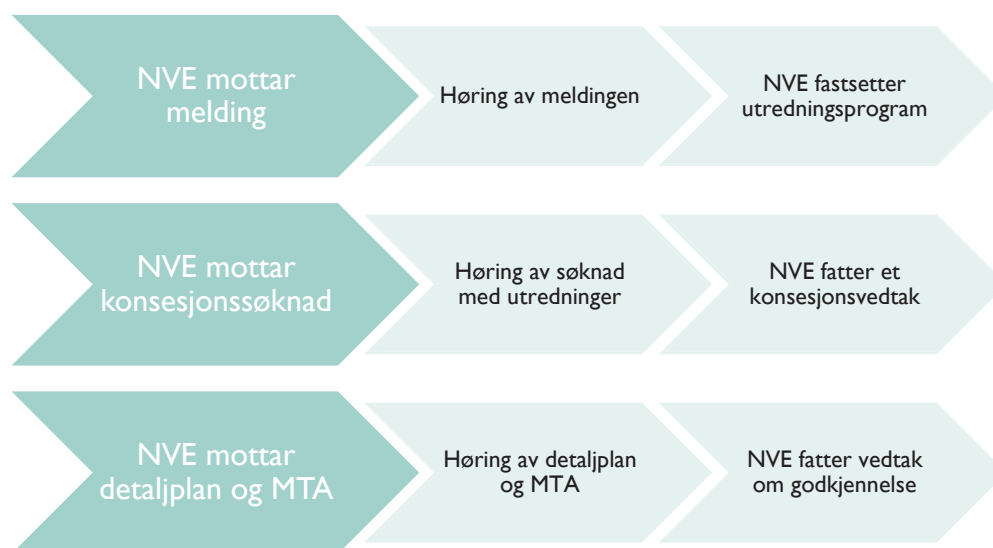 NVE mottar
melding
Høring av meldingen
NVE fastsetter
utredningsprogram
NVE mottar
konsesjonssøknad
Høring av søknad
med utredninger
NVE fatter et
konsesjonsvedtak
NVE mottar
detaljplan og MTA
Høring av detaljplan
og MTA
NVE fatter vedtak
om godkjennelse